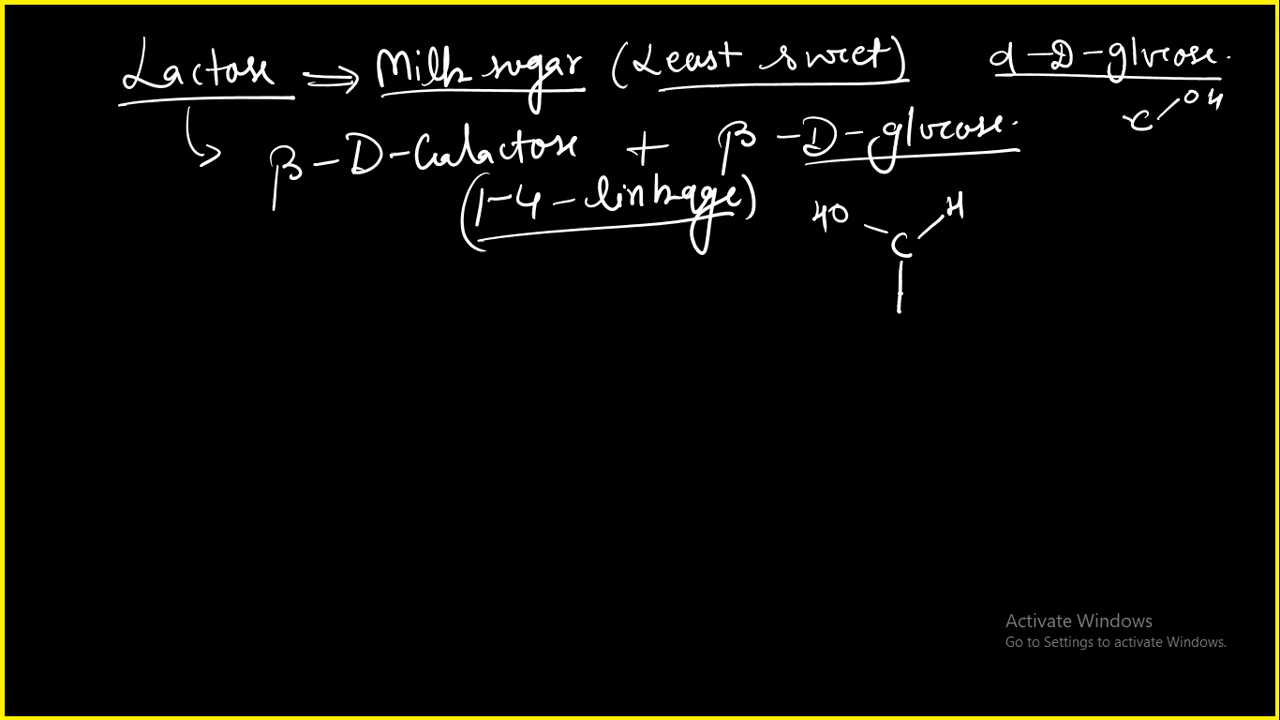 Lactose ⇒ Milk sugar (Least sweet)
α-D-glucose.
C OH
β-D-Galactose + β-D-glucose.
(1-4-linkage)
HO C H
Activate Windows
Go to Settings to activate Windows.